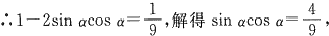 ∴1－2sin αcos α=1/9,解得 sin αcos α=4/9,